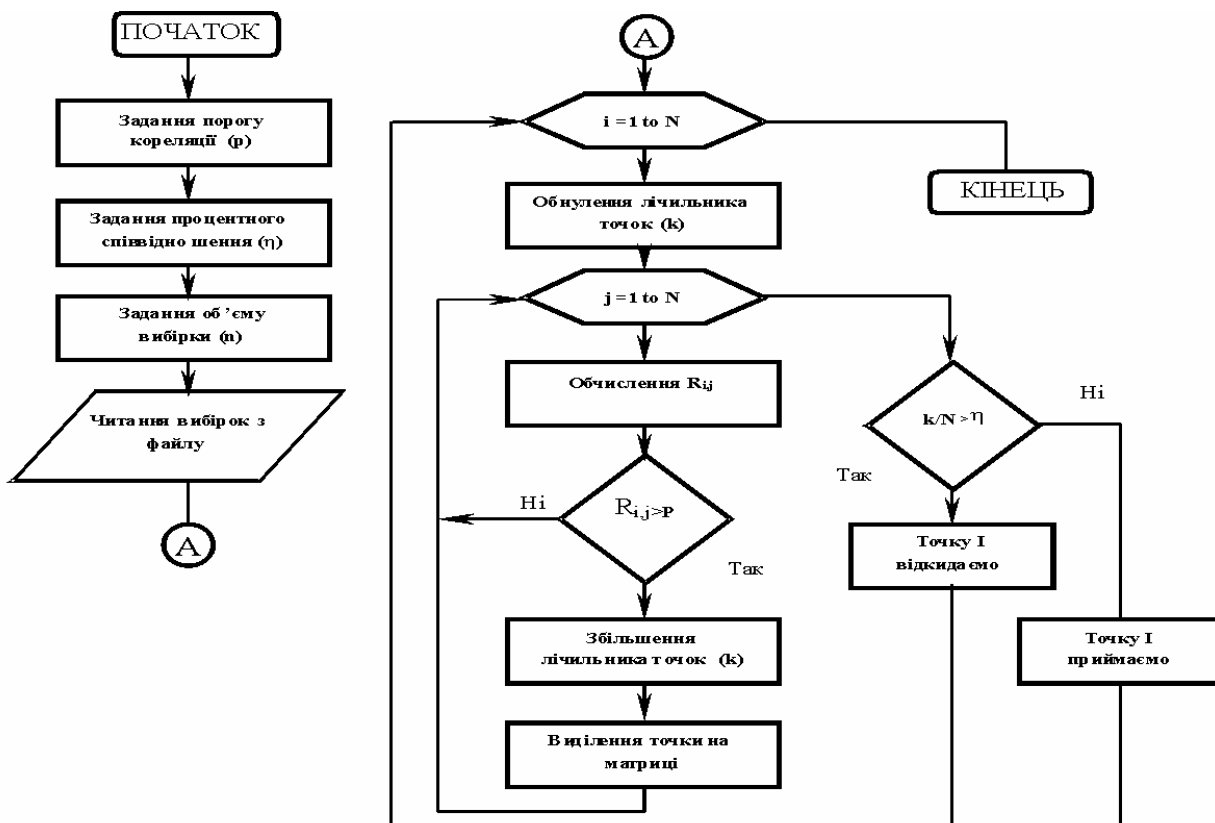 ПОЧАТОК
Задання порогу
кореляції (p)
Задання процентного
співвідно шення (η)
Задання об’єму
вибірки (n)
Читання вибірок з
файлу
A
A
i =1 to N
КІНЕЦЬ
Обнулення лічильника
точок (k)
j =1 to N
Обчислення Ri,j
Ri,j>P
Ні
Так
Збільшення
лічильника точок (k)
Виділення точки на
матриці
k/N >η
Ні
Так
Точку I
відкидаємо
Точку I
приймаємо